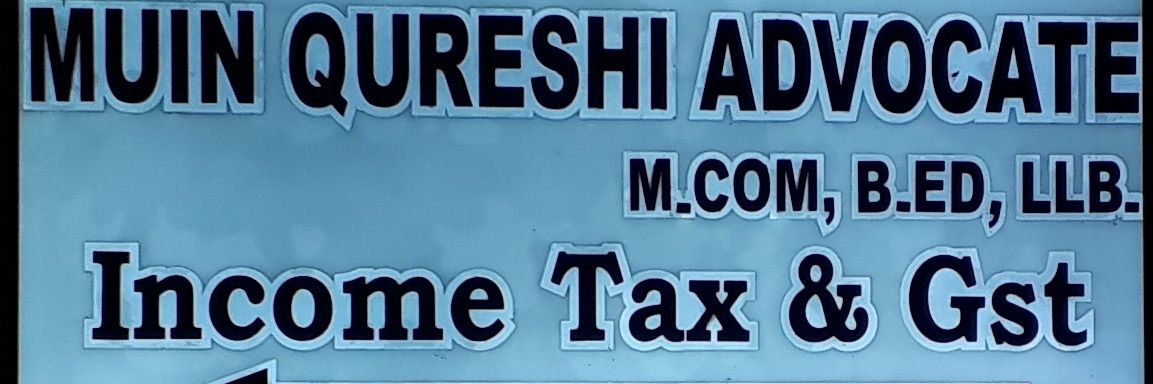 MUIN QURESHI ADVOCATE
M.COM, B.ED, LLB.
Income Tax & Gst